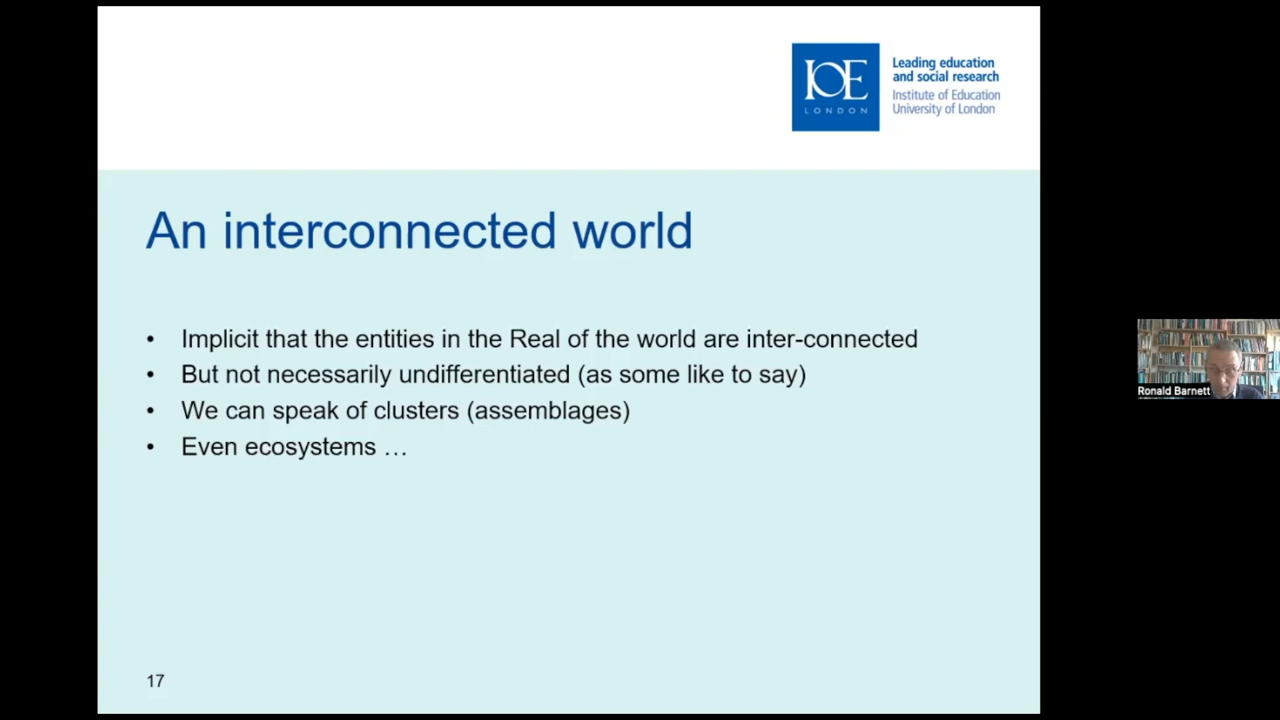 IOE
LONDON
Leading education
and social research
Institute of Education
University of London
An interconnected world
• Implicit that the entities in the Real of the world are inter-connected
• But not necessarily undifferentiated (as some like to say)
• We can speak of clusters (assemblages)
• Even ecosystems …
17
Ronald Barnett